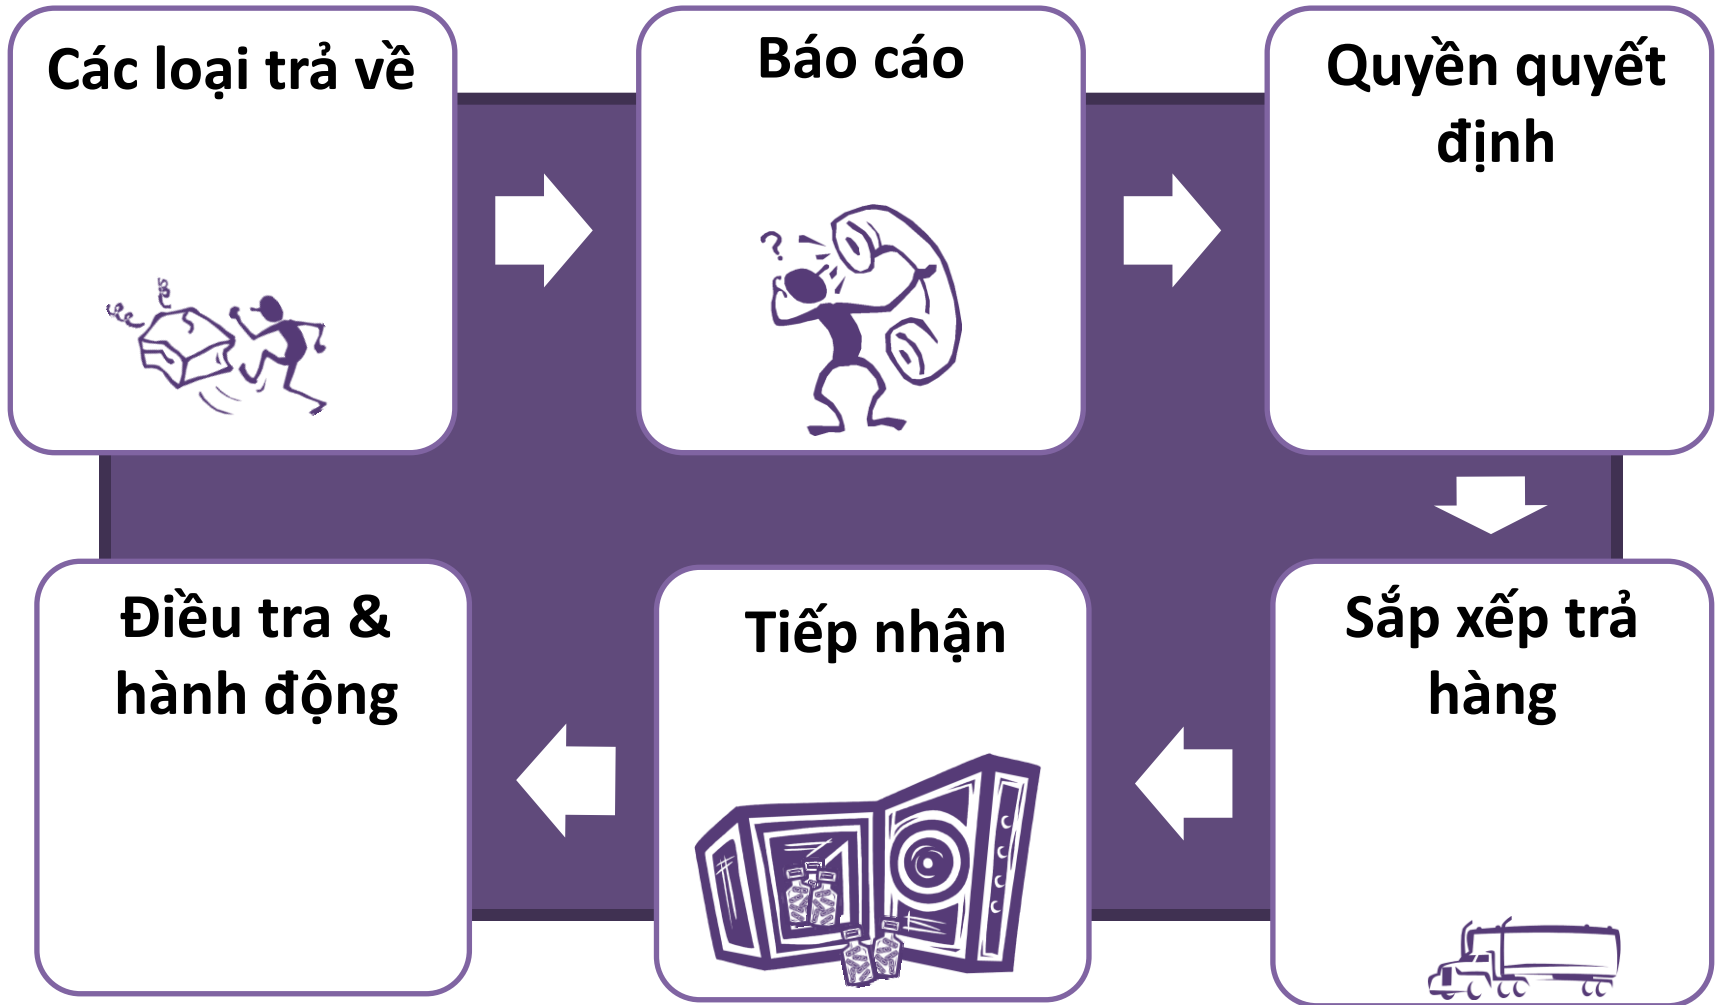 Các loại trả về
Báo cáo
Quyền quyết
định
?
Sắp xếp trả
hàng
Tiếp nhận
Điều tra &
hành động